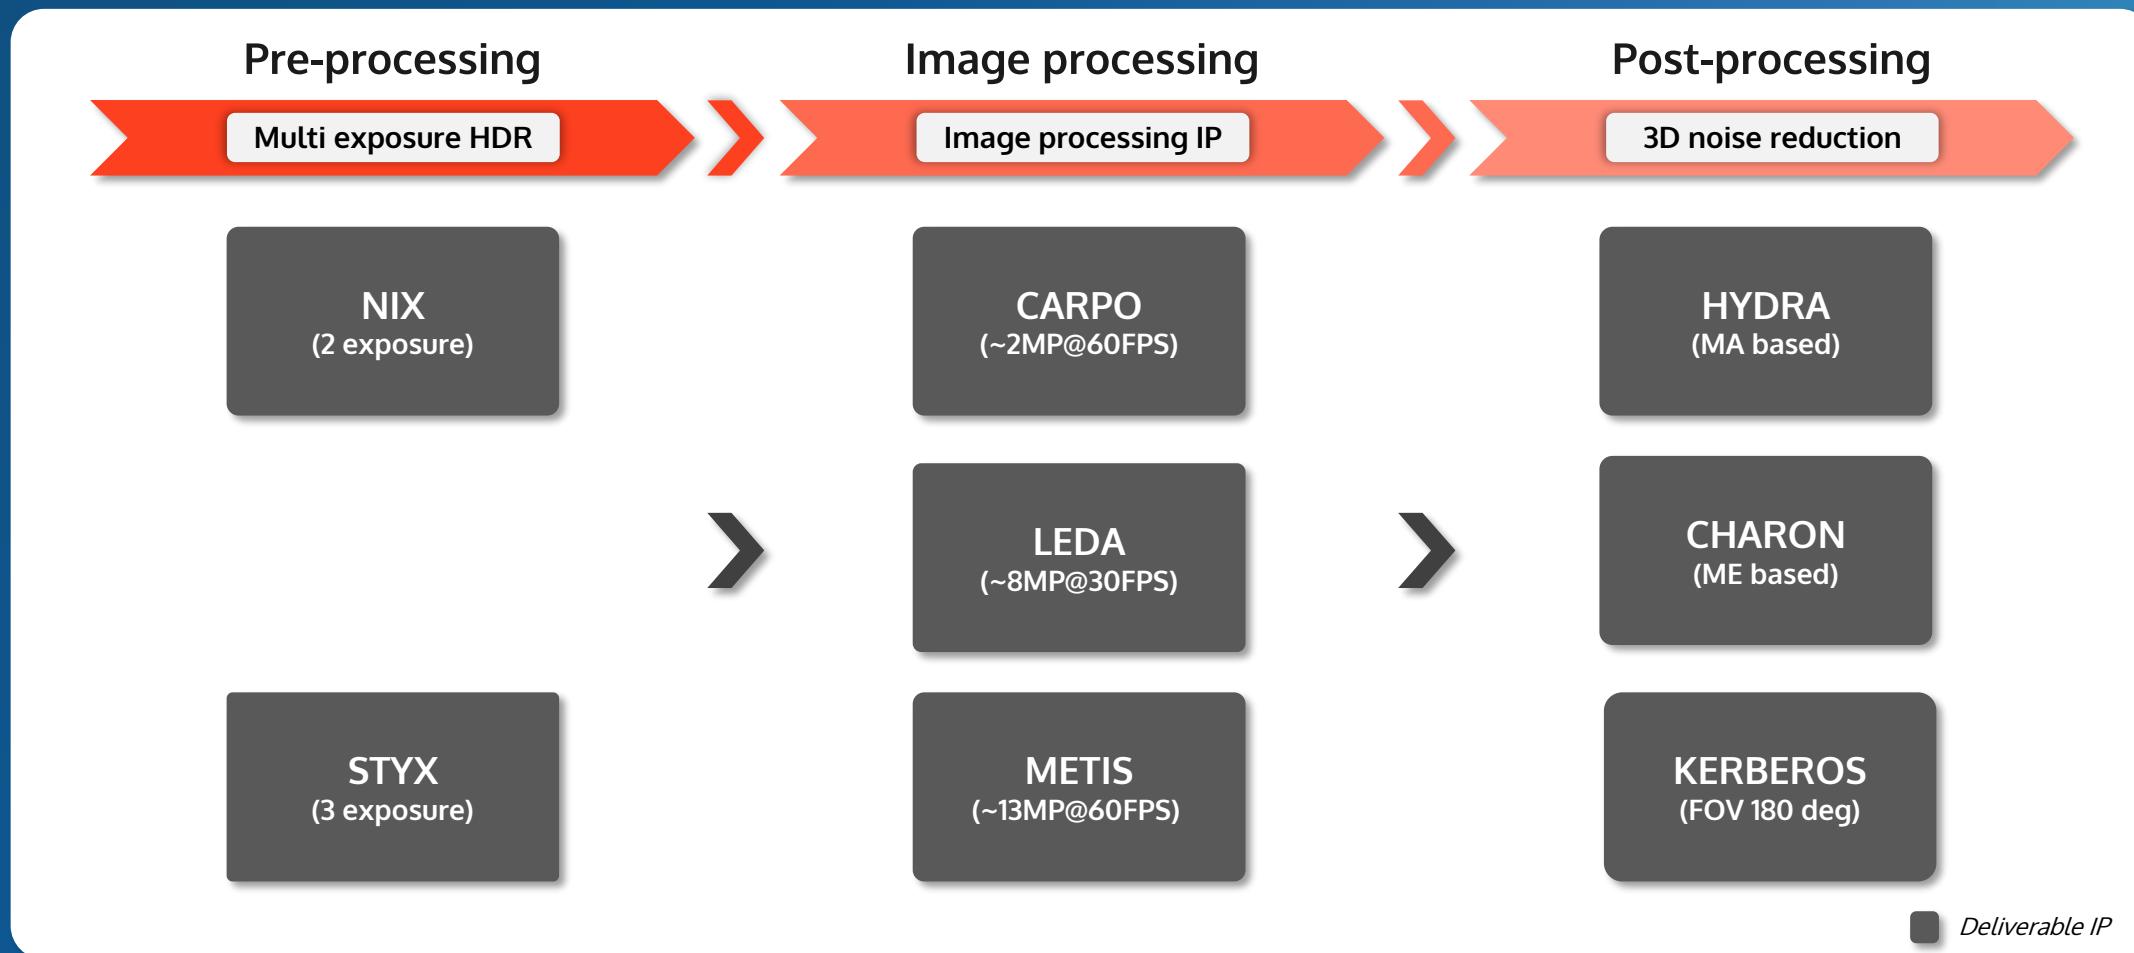 Pre-processing
Image processing
Post-processing
Multi exposure HDR
Image processing IP
3D noise reduction
NIX
(2 exposure)
CARPO
(~2MP@60FPS)
HYDRA
(MA based)
LEDA
(~8MP@30FPS)
CHARON
(ME based)
STYX
(3 exposure)
METIS
(~13MP@60FPS)
KERBEROS
(FOV 180 deg)
Deliverable IP